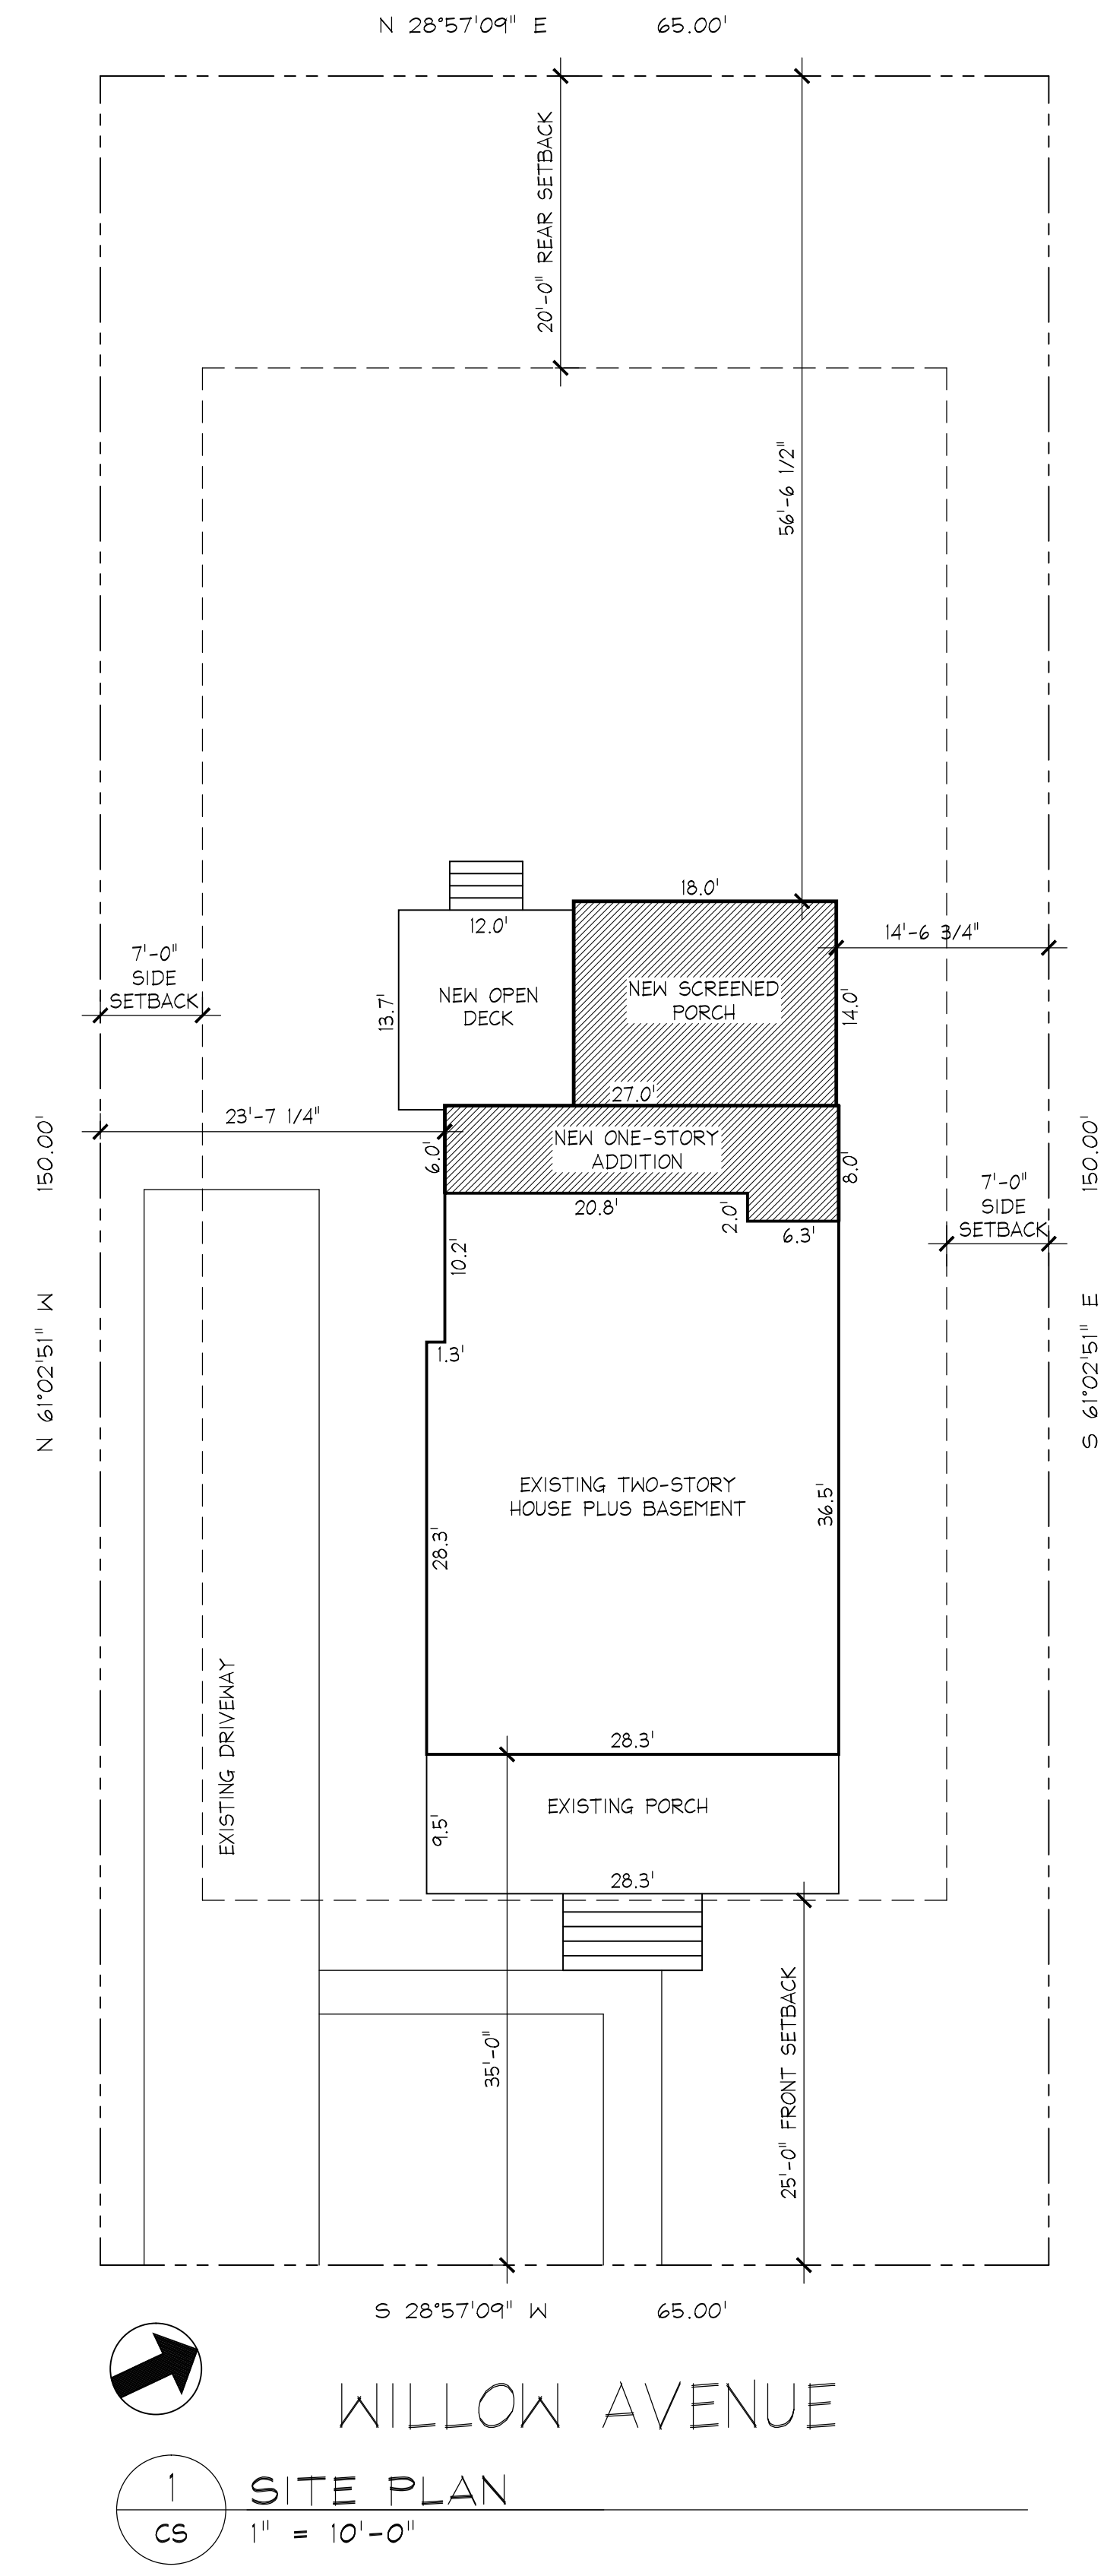 N 28°57'09" E 65.00'
20'-0" REAR SETBACK
56'-6 1/2"
18.0'
12.0'
14'-6 3/4"
7'-0"
SIDE
SETBACK
NEW OPEN
DECK
13.7'
NEW SCREENED
PORCH
14.0'
27.0'
23'-7 1/4"
NEW ONE-STORY
ADDITION
6.0'
8.0'
150.00'
150.00'
7'-0"
SIDE
SETBACK
20.8'
2.0'
6.3'
10.2'
1.3'
N 61°02'51" W
S 61°02'51" E
EXISTING TWO-STORY
HOUSE PLUS BASEMENT
36.5'
28.3'
EXISTING DRIVEWAY
28.3'
EXISTING PORCH
9.5'
28.3'
35'-0"
25'-0" FRONT SETBACK
S 28°57'09" W 65.00'
WILLOW AVENUE
1
CS
SITE PLAN
1" = 10'-0"